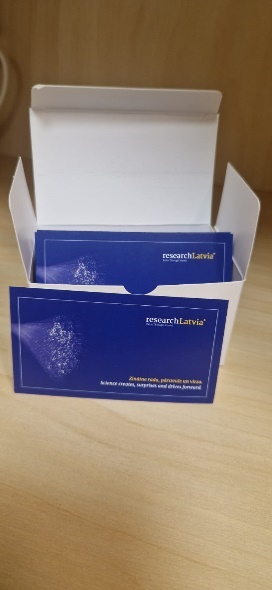 researchLatvia
researchLatvia
Zinātne rada, pārsteidz un virza.
Science creates, surprises and drives forward.